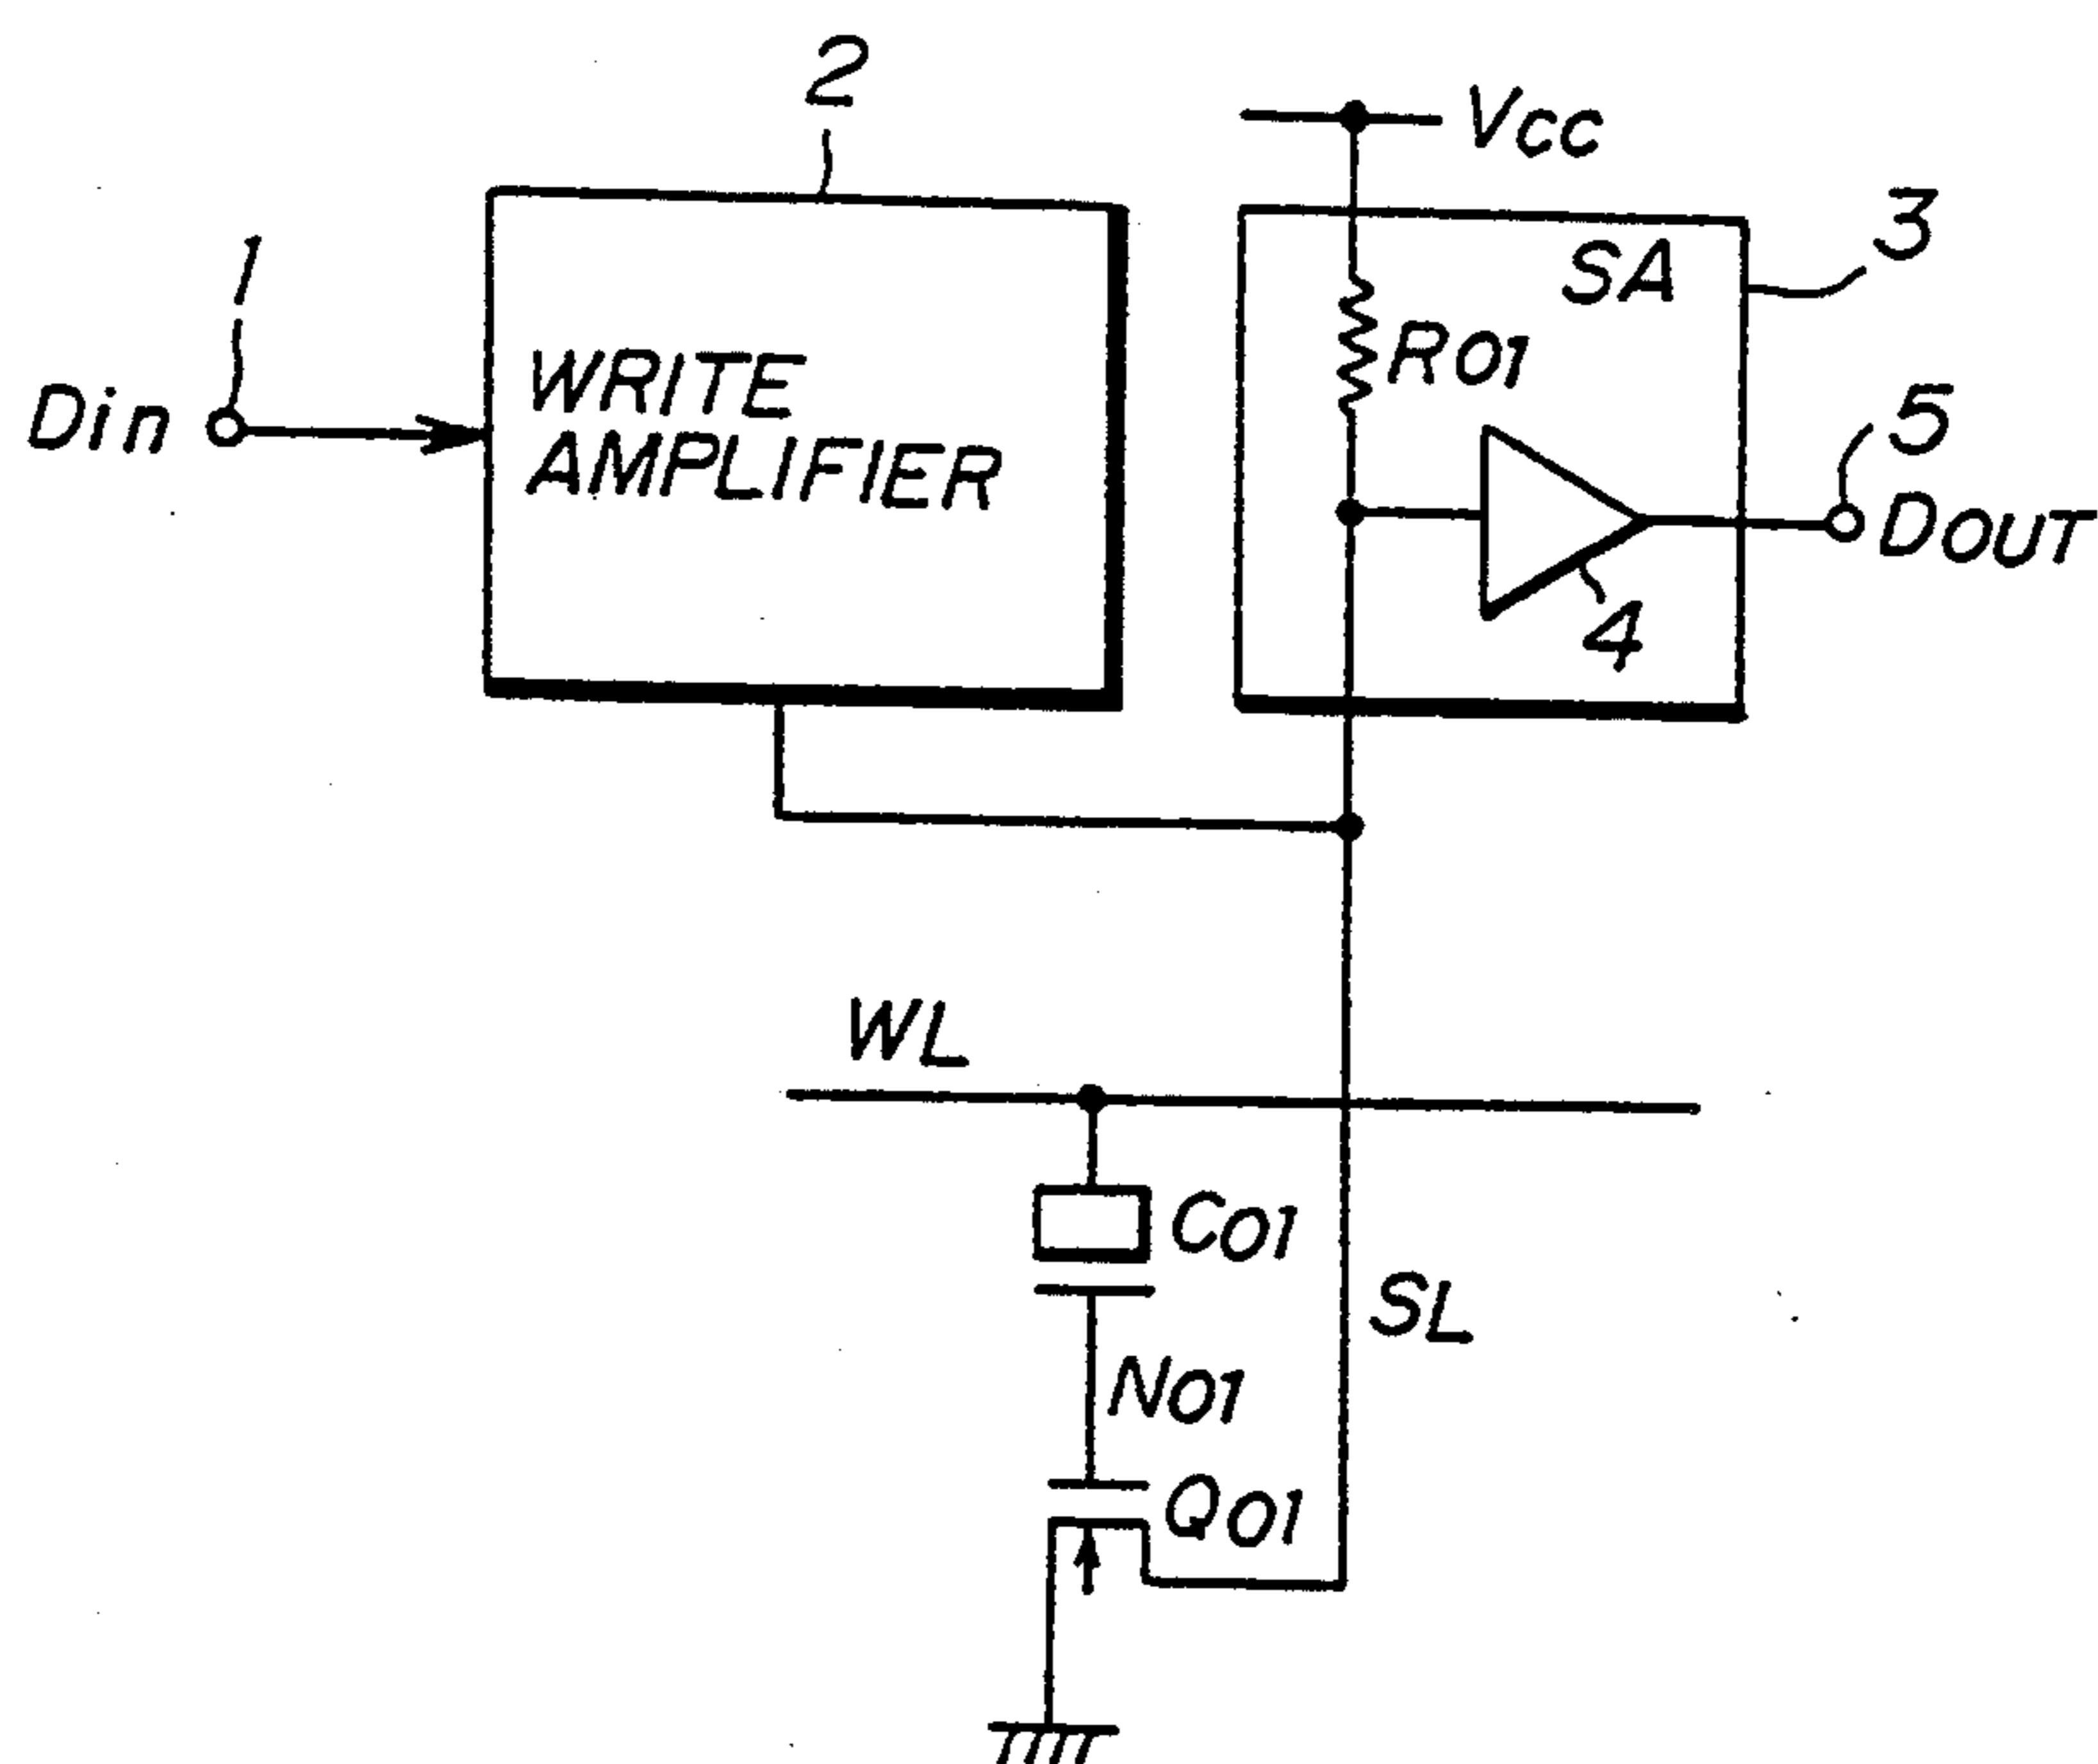 2
Vcc
1
3
SA
WRITE
AMPLIFIER
R01
Din
5
DOUT
4
WL
C01
SL
N01
Q01